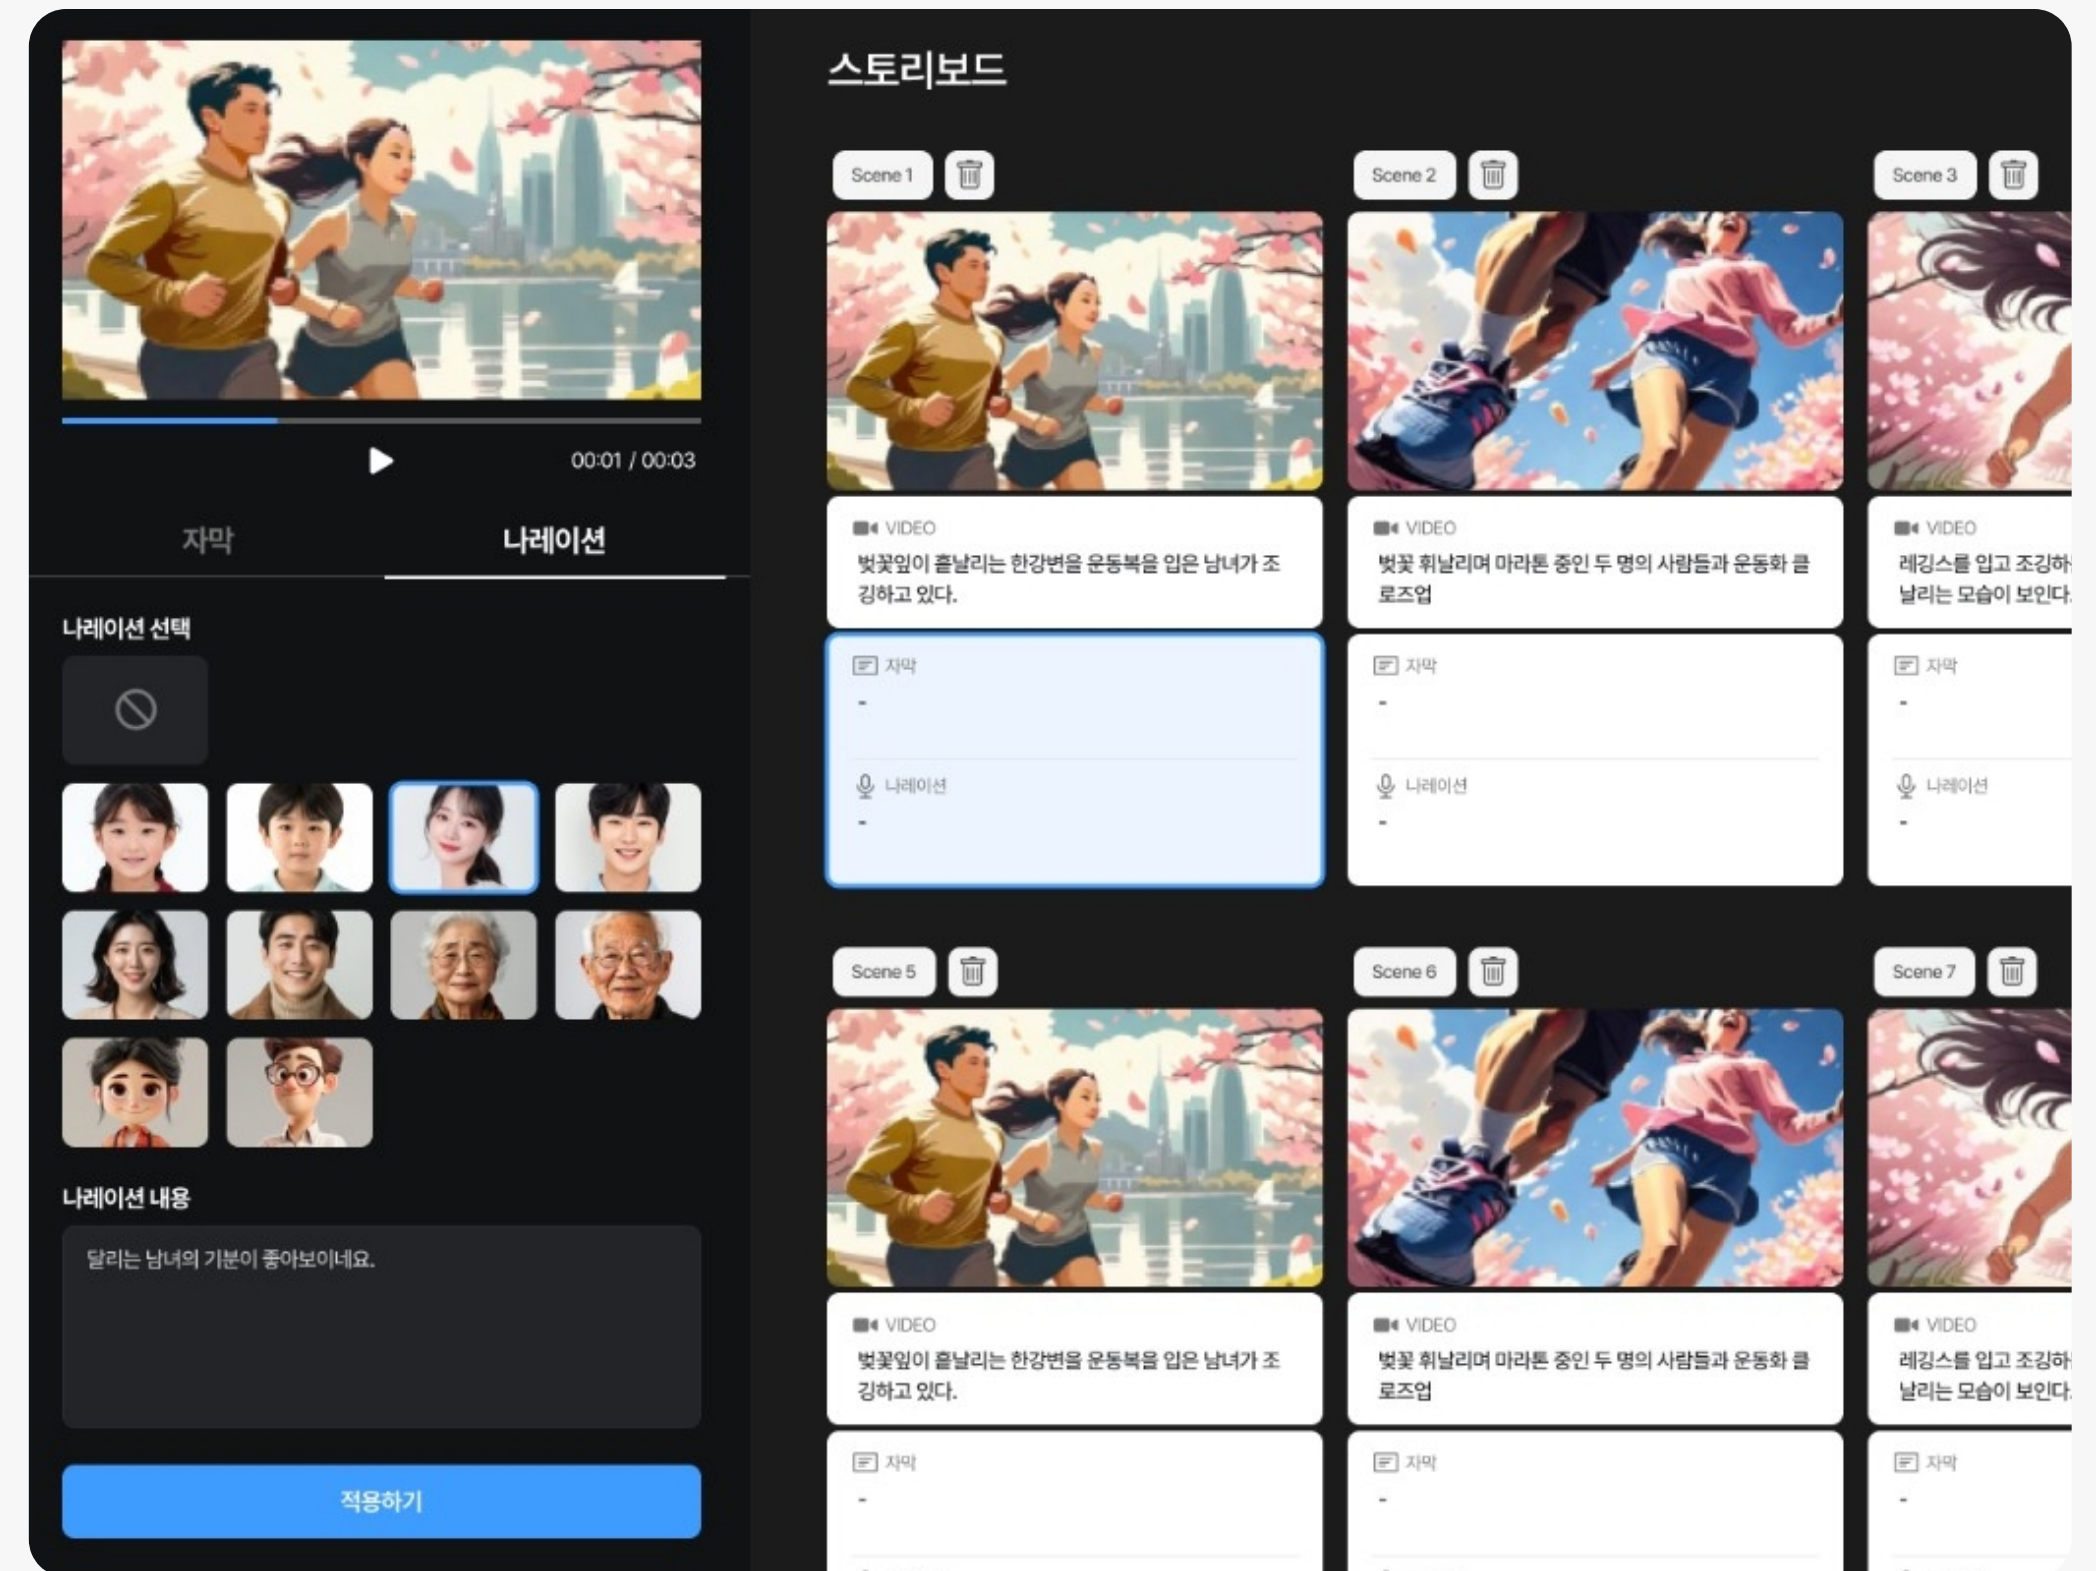 00:01 / 00:03
자막
나레이션
나레이션 선택
나레이션 내용
달리는 남녀의 기분이 좋아보이네요.
적용하기
스토리보드
Scene 1
VIDEO
벚꽃잎이 흩날리는 한강변을 운동복을 입은 남녀가 조
깅하고 있다.
자막
-
나레이션
-
Scene 2
VIDEO
벚꽃 휘날리며 마라톤 중인 두 명의 사람들과 운동화 클
로즈업
자막
-
나레이션
-
Scene 3
VIDEO
레깅스를 입고 조깅하
날리는 모습이 보인다.
자막
-
나레이션
-
Scene 5
VIDEO
벚꽃잎이 흩날리는 한강변을 운동복을 입은 남녀가 조
깅하고 있다.
자막
-
Scene 6
VIDEO
벚꽃 휘날리며 마라톤 중인 두 명의 사람들과 운동화 클
로즈업
자막
-
Scene 7
VIDEO
레깅스를 입고 조깅하
날리는 모습이 보인다.
자막
-